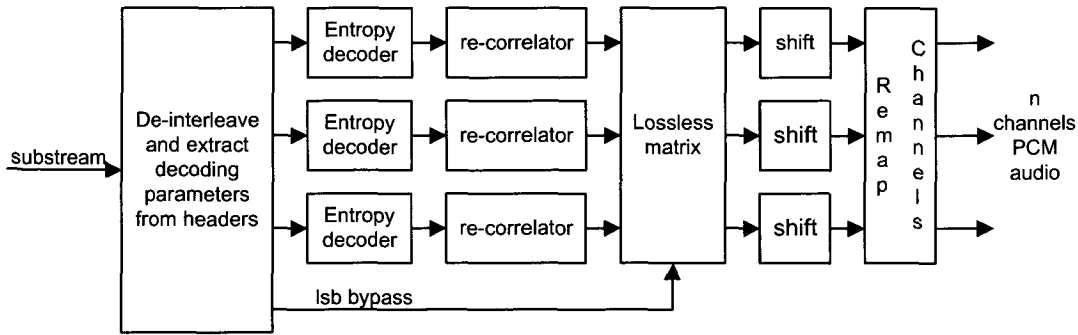 substream
De-interleave
and extract
decoding
parameters
from headers
Entropy
decoder
re-correlator
Entropy
decoder
re-correlator
Entropy
decoder
re-correlator
lsb bypass
Lossless
matrix
shift
shift
shift
Remap
Channels
n
channels
PCM
audio